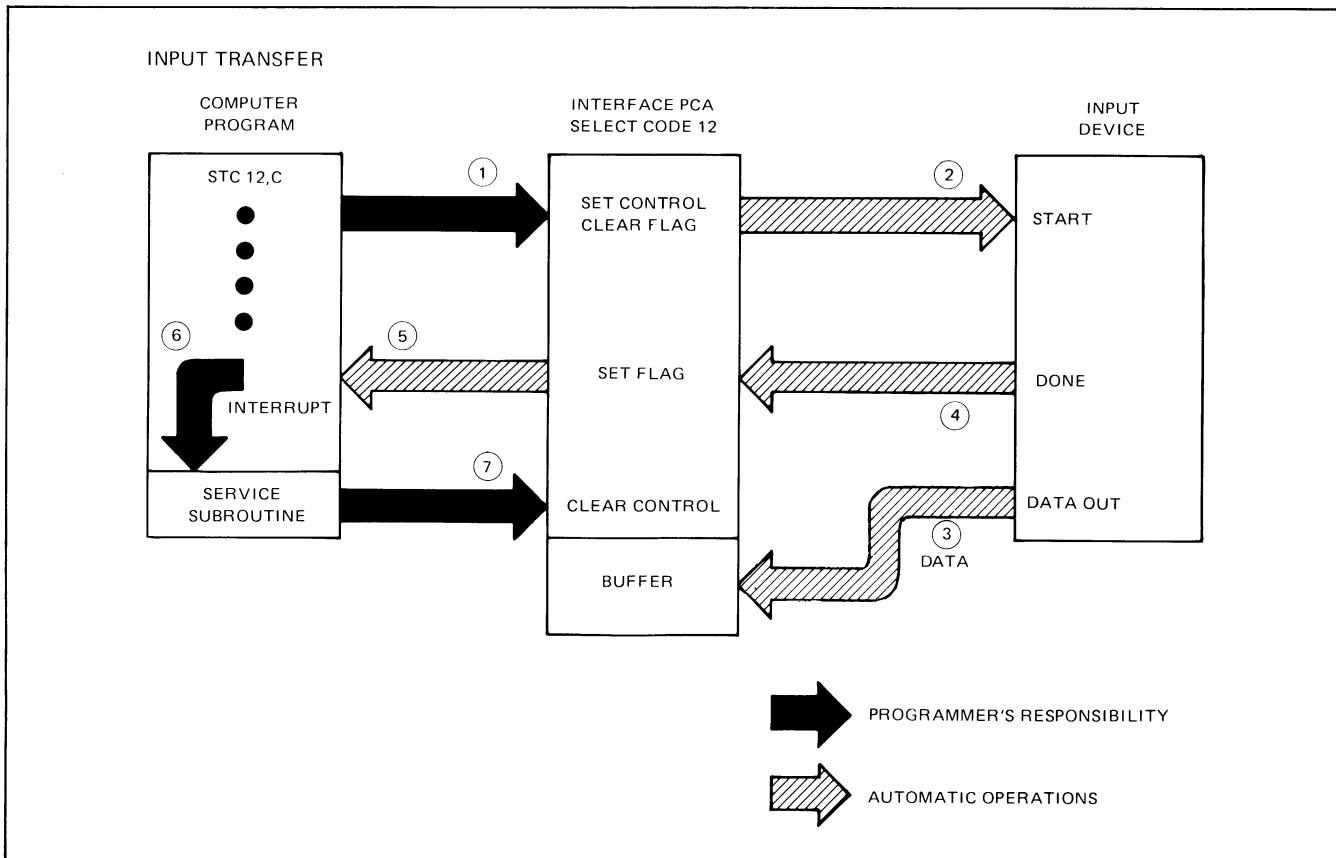 INPUT TRANSFER
COMPUTER
PROGRAM
INTERFACE PCA
SELECT CODE 12
INPUT
DEVICE
STC 12,C
1
SET CONTROL
CLEAR FLAG
2
START
6
5
SET FLAG
DONE
4
INTERRUPT
7
SERVICE
SUBROUTINE
CLEAR CONTROL
DATA OUT
3
DATA
BUFFER
PROGRAMMER'S RESPONSIBILITY
AUTOMATIC OPERATIONS